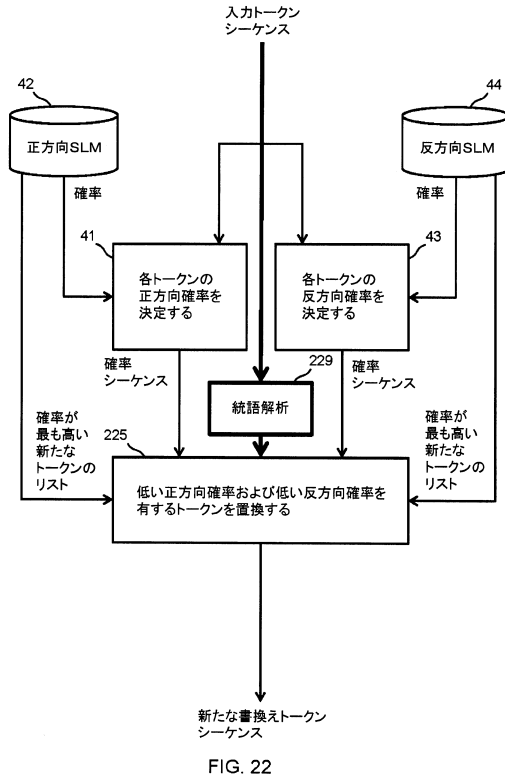 入力トークン
シーケンス
42
44
正方向SLM
反方向SLM
確率
確率
41
43
各トークンの
正方向確率を
決定する
各トークンの
反方向確率を
決定する
確率
シーケンス
確率
シーケンス
229
統語解析
確率が
最も高い
新たな
トークンの
リスト
確率が
最も高い
新たな
トークンの
リスト
225
低い正方向確率および低い反方向確率を
有するトークンを置換する
新たな書換えトークン
シーケンス
FIG. 22